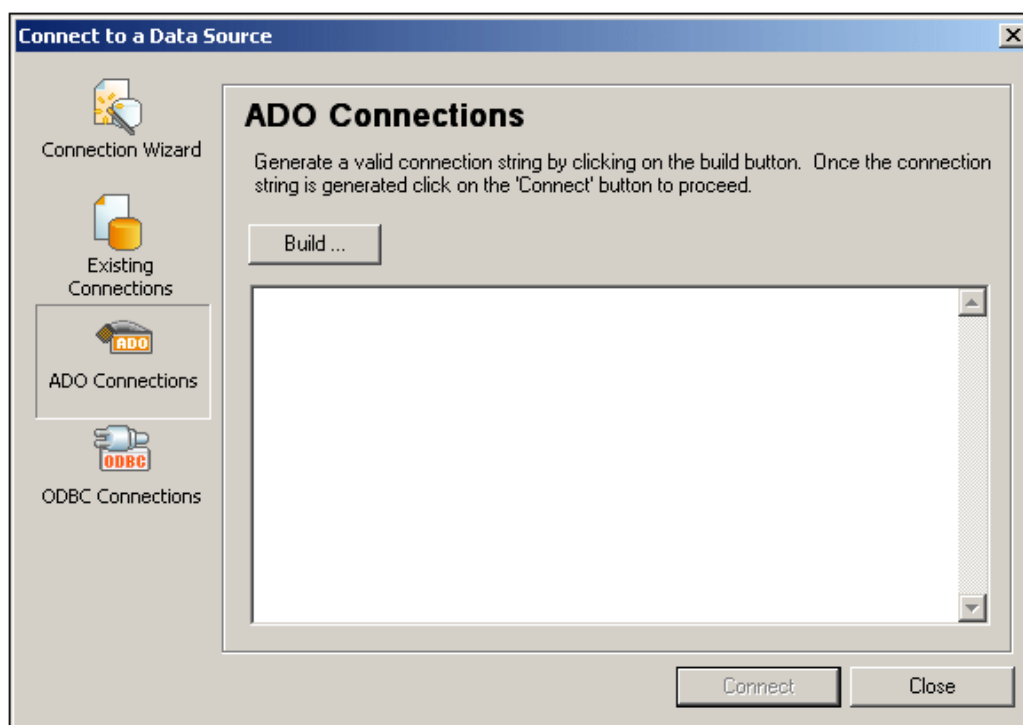 Connect to a Data Source
Connection Wizard
Existing
Connections
ADO
ADO Connections
ODBC
ODBC Connections
ADO Connections
Generate a valid connection string by clicking on the build button.  Once the connection
string is generated click on the 'Connect' button to proceed.
Build ...
Connect
Close